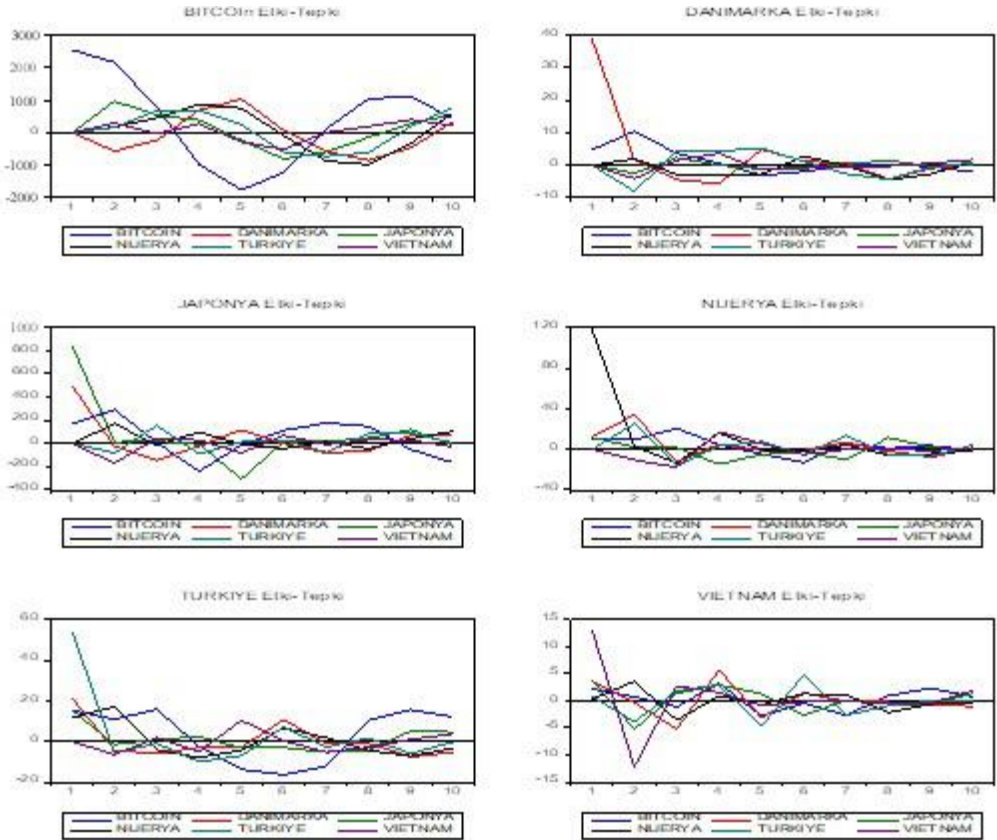 BITCOIn Etki-Tepki
3000
2000
1000
0
-1000
-2000
1 2 3 4 5 6 7 8 9 10
BITCOIN DANIMARKA JAPONYA
NIJERYA TURKIYE VIETNAM
DANIMARKA Etki-Tepki
40
30
20
10
0
-10
1 2 3 4 5 6 7 8 9 10
BITCOIN DANIMARKA JAPONYA
NIJERYA TURKIYE VIETNAM
JAPONYA Etki-Tepki
1000
800
600
400
200
0
-200
-400
1 2 3 4 5 6 7 8 9 10
BITCOIN DANIMARKA JAPONYA
NIJERYA TURKIYE VIETNAM
NIJERYA Etki-Tepki
120
80
40
0
-40
1 2 3 4 5 6 7 8 9 10
BITCOIN DANIMARKA JAPONYA
NIJERYA TURKIYE VIETNAM
TURKIYE Etki-Tepki
60
40
20
0
-20
1 2 3 4 5 6 7 8 9 10
BITCOIN DANIMARKA JAPONYA
NIJERYA TURKIYE VIETNAM
VIETNAM Etki-Tepki
15
10
5
0
-5
-10
-15
1 2 3 4 5 6 7 8 9 10
BITCOIN DANIMARKA JAPONYA
NIJERYA TURKIYE VIETNAM